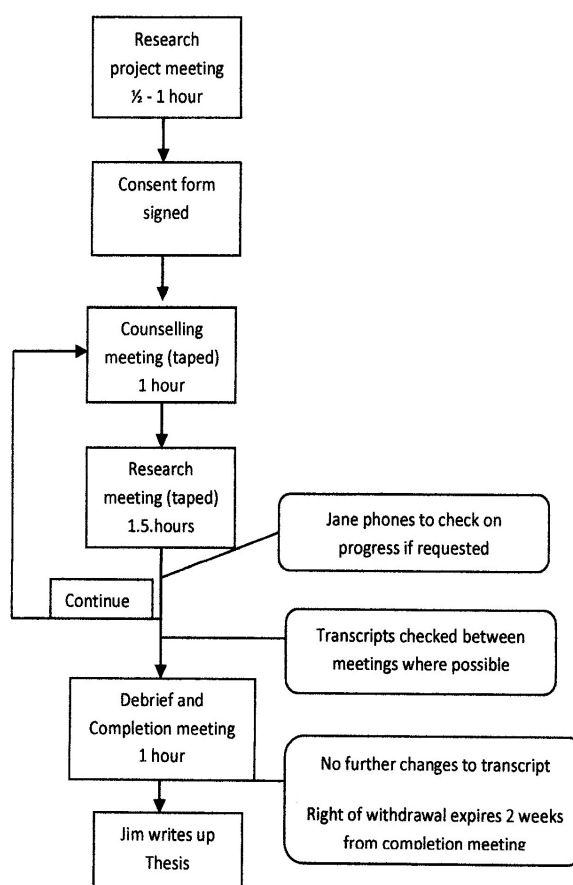 Research
project meeting
½ - 1 hour
Consent form
signed
Counselling
meeting (taped)
1 hour
Research
meeting (taped)
1.5.hours
Jane phones to check on
progress if requested
Continue
Transcripts checked between
meetings where possible
Debrief and
Completion meeting
1 hour
No further changes to transcript
Right of withdrawal expires 2 weeks
from completion meeting
Jim writes up
Thesis